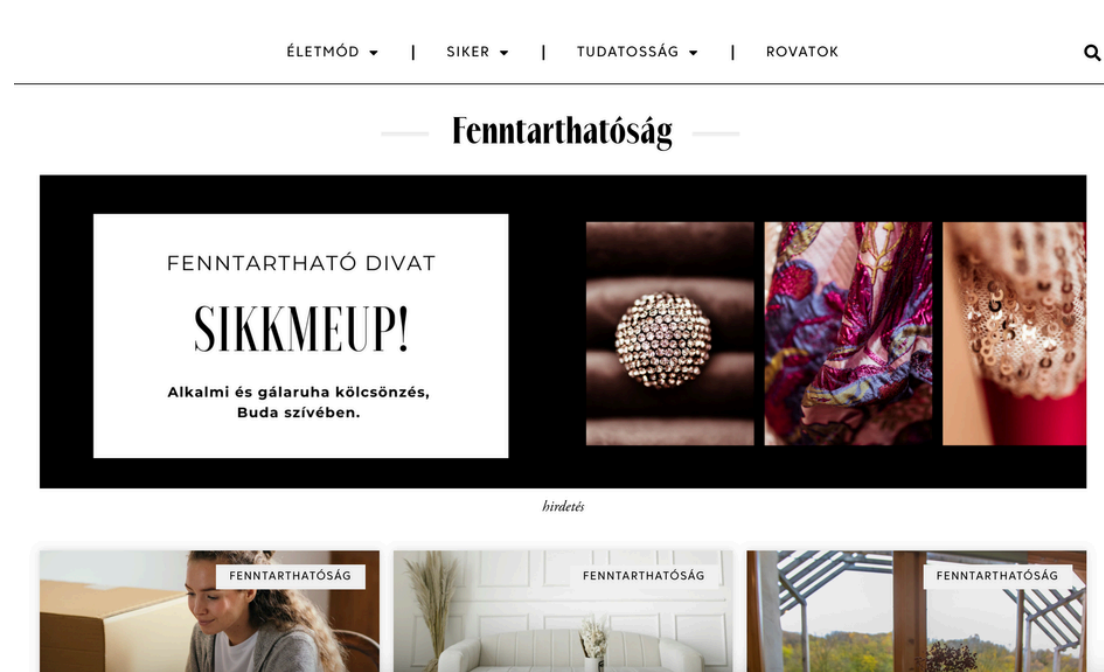 ÉLETMÓD | SIKER | TUDATOSSÁG | ROVATOK
Fenntarthatóság
FENNTARTHATÓ DIVAT
SIKKMEUP!
Alkalmi és gálaruha kölcsönzés,
Buda szívében.
hirdetés
FENNTARTHATÓSÁG
FENNTARTHATÓSÁG
FENNTARTHATÓSÁG